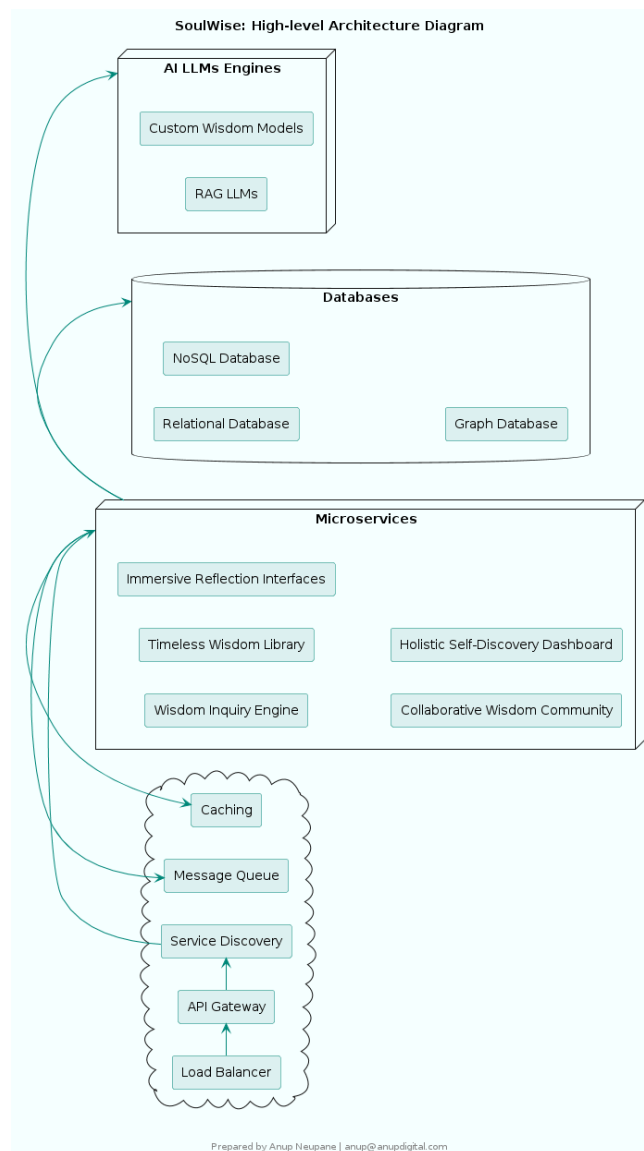 SoulWise: High-level Architecture Diagram
AI LLMs Engines
Custom Wisdom Models
RAG LLMs
Databases
NoSQL Database
Relational Database
Graph Database
Microservices
Immersive Reflection Interfaces
Timeless Wisdom Library
Holistic Self-Discovery Dashboard
Wisdom Inquiry Engine
Collaborative Wisdom Community
Caching
Message Queue
Service Discovery
API Gateway
Load Balancer
Prepared by Anup Neupane | anup@anupdigital.com